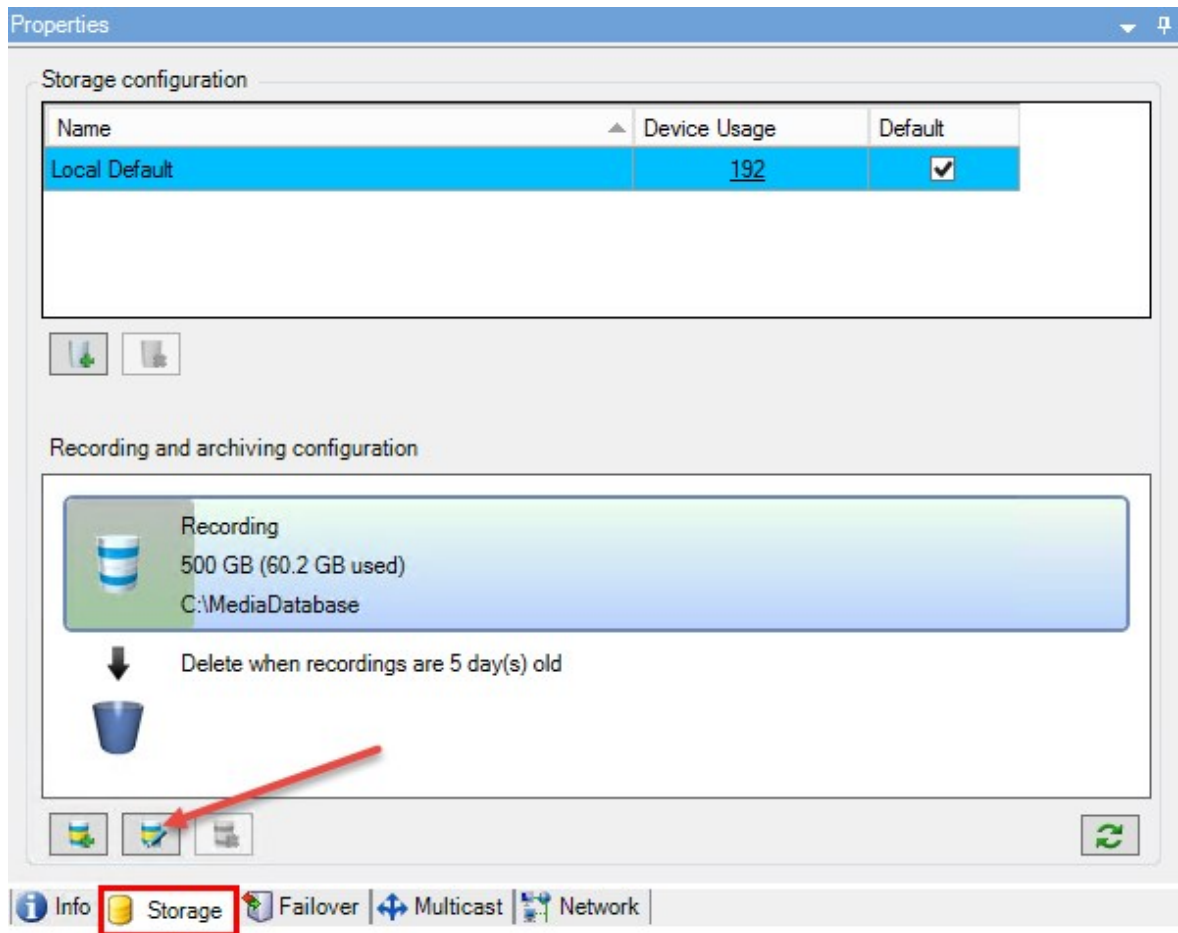 Properties
Storage configuration
Name Device Usage Default
Local Default 192
Recording and archiving configuration
Recording
500 GB (60.2 GB used)
C:\MediaDatabase
Delete when recordings are 5 day(s) old
Info Storage Failover Multicast Network